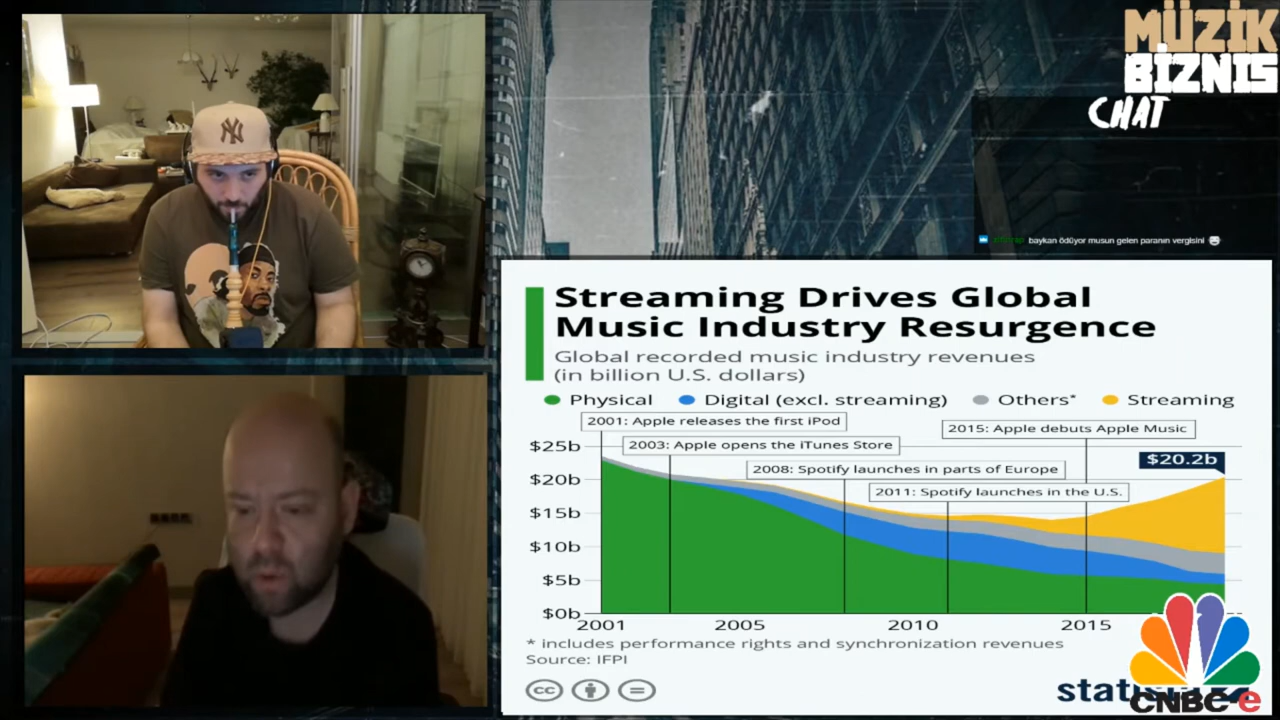 MÜZİK
BİZNIS
CHAT
baykan ödüyor musun gelen paranın vergisini
NY
Streaming Drives Global
Music Industry Resurgence
Global recorded music industry revenues
(in billion U.S. dollars)
Physical Digital (excl. streaming) Others* Streaming
2001: Apple releases the first iPod
2015: Apple debuts Apple Music
2003: Apple opens the iTunes Store
$25b
$20.2b
2008: Spotify launches in parts of Europe
$20b
2011: Spotify launches in the U.S.
$15b
$10b
$5b
$0b
2001 2005 2010 2015
* includes performance rights and synchronization revenues
Source: IFPI
cc
CNBC-e